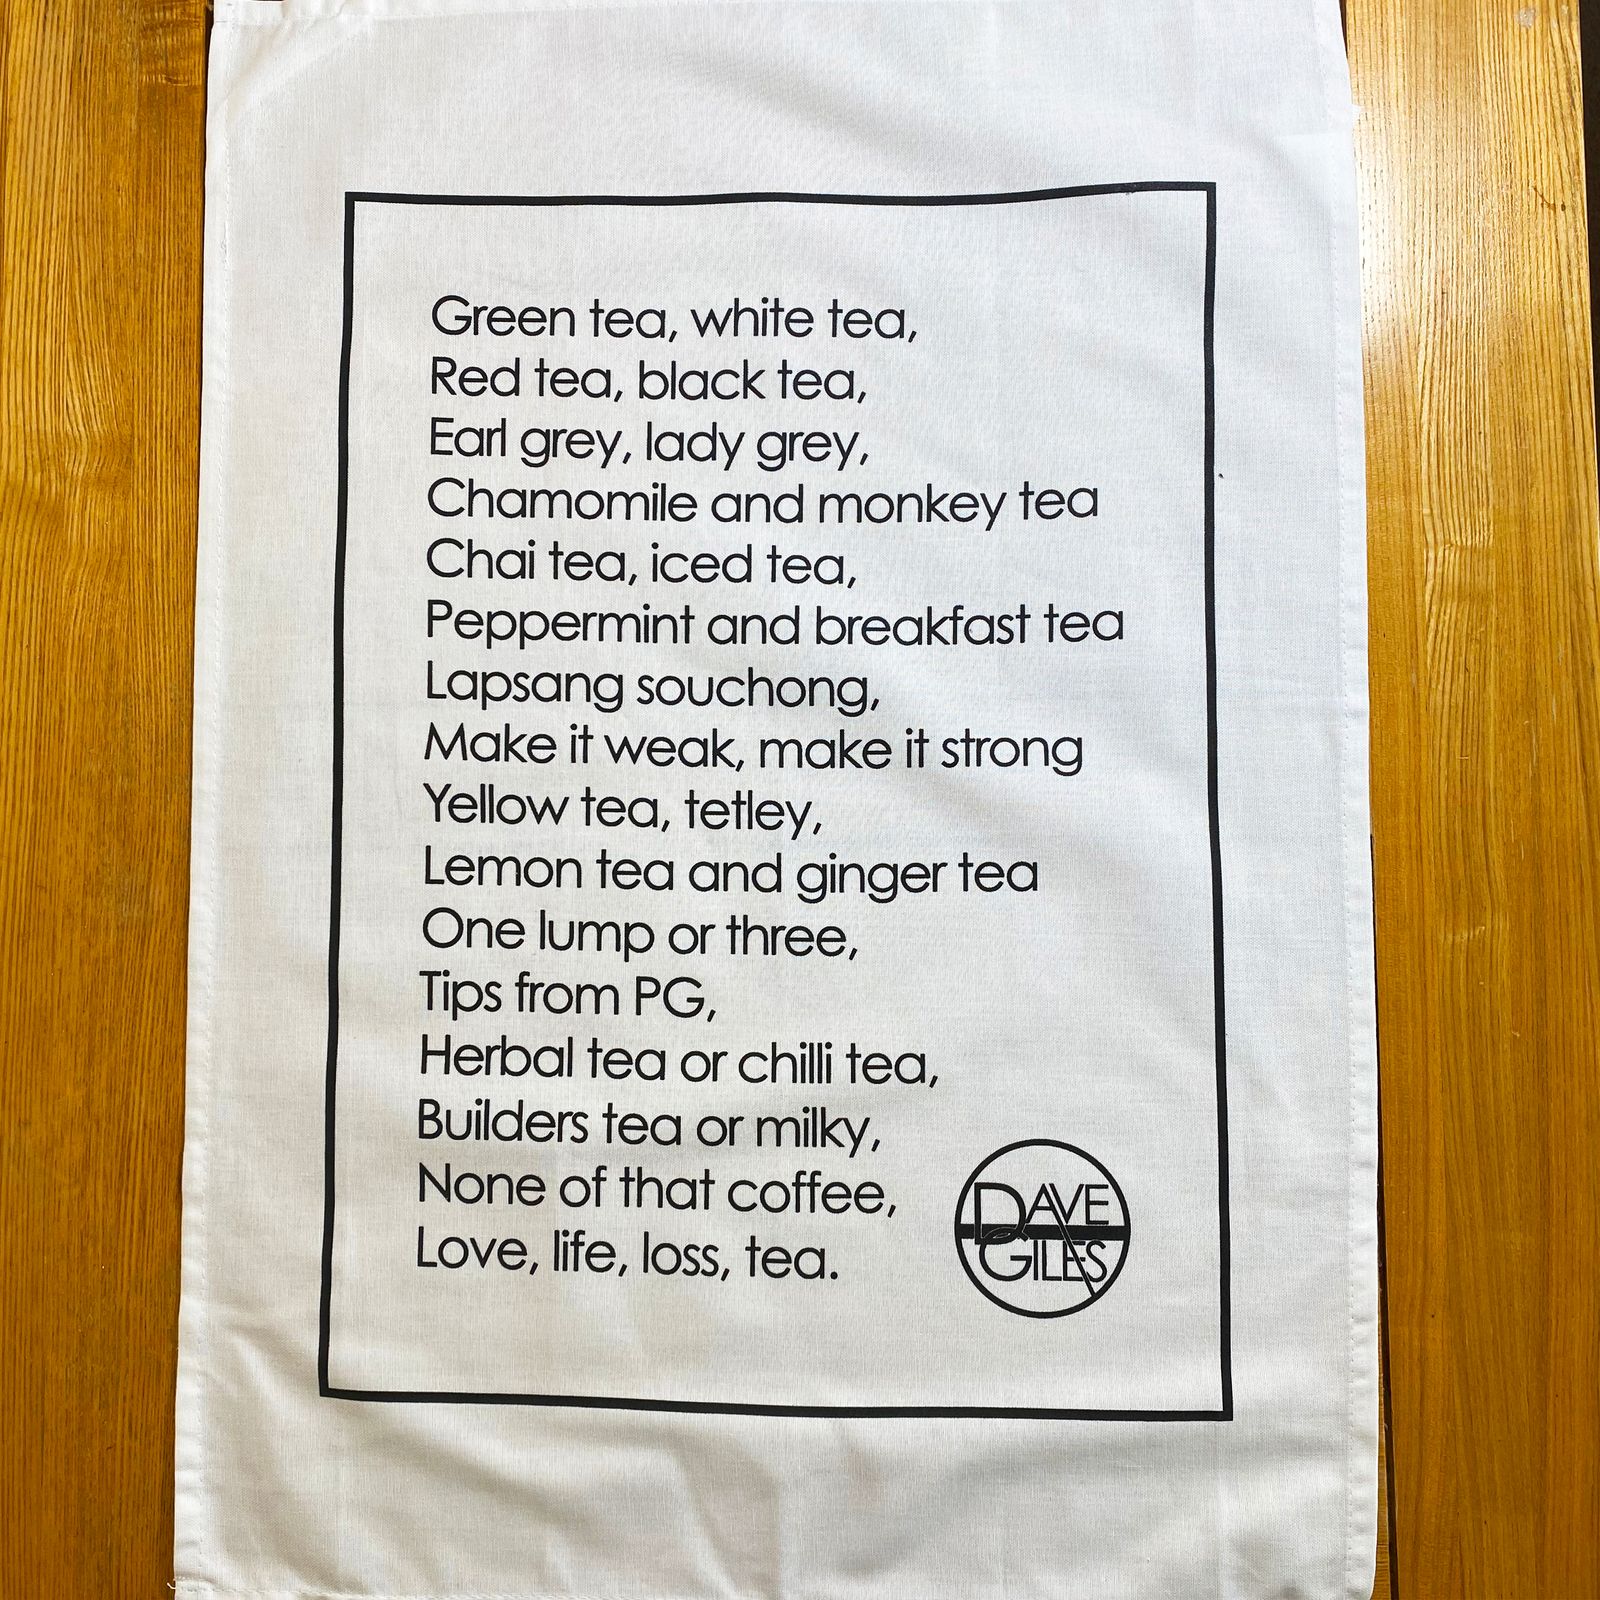 Green tea, white tea,
Red tea, black tea,
Earl grey, lady grey,
Chamomile and monkey tea
Chai tea, iced tea,
Peppermint and breakfast tea
Lapsang souchong,
Make it weak, make it strong
Yellow tea, tetley,
Lemon tea and ginger tea
One lump or three,
Tips from PG,
Herbal tea or chilli tea,
Builders tea or milky,
None of that coffee,
Love, life, loss, tea.
DAVE
GILES